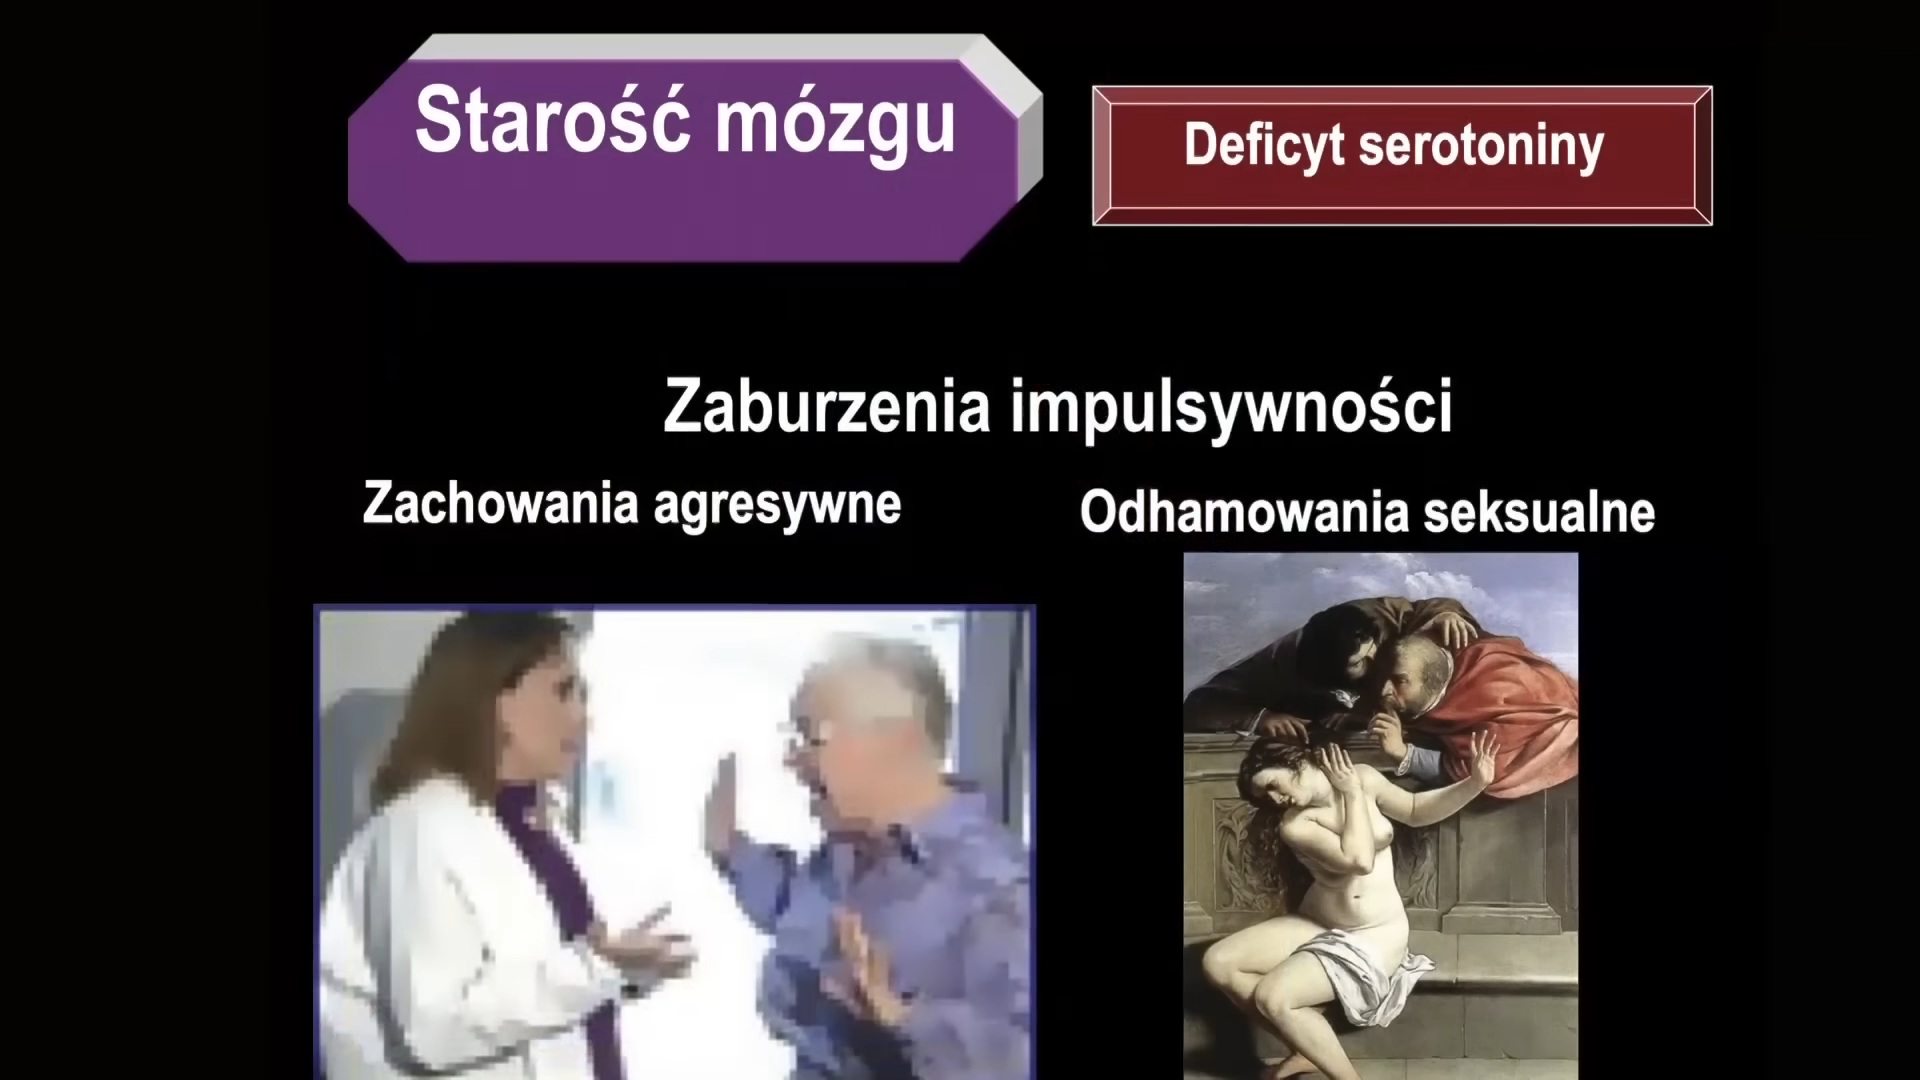 Starość mózgu
Deficyt serotoniny
Zaburzenia impulsywności
Zachowania agresywne
Odhamowania seksualne